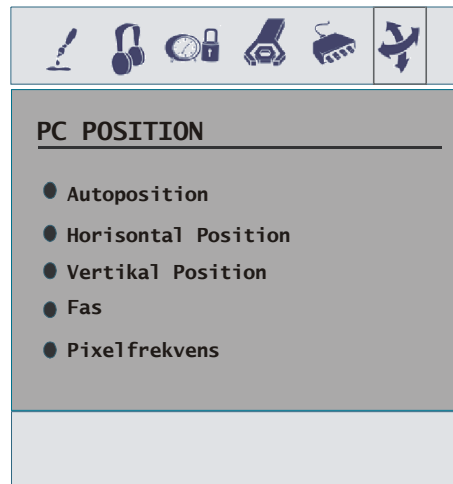 PC POSITION
Autoposition
Horisontal Position
Vertikal Position
Fas
Pixelfrekvens